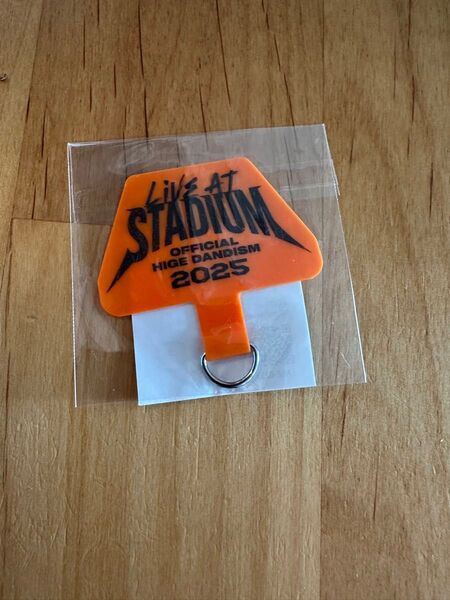 LiVE AT
STADIUM
OFFICIAL
HIGE DANDISM
2025